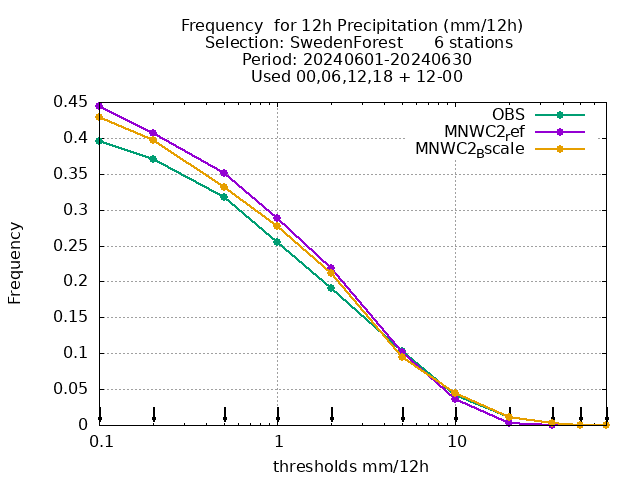 Frequency  for 12h Precipitation (mm/12h)
Selection: SwedenForest      6 stations
Period: 20240601-20240630
Used 00,06,12,18 + 12-00
OBS
MNWC2ref
MNWC2Bscale
0.45
0.4
0.35
0.3
0.25
0.2
0.15
0.1
0.05
0
Frequency
0.1 1 10
thresholds mm/12h